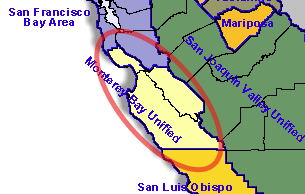 San Francisco
Bay Area
Mariposa
San Joaquin Valley Unified
Monterey Bay Unified
San Luis Obispo